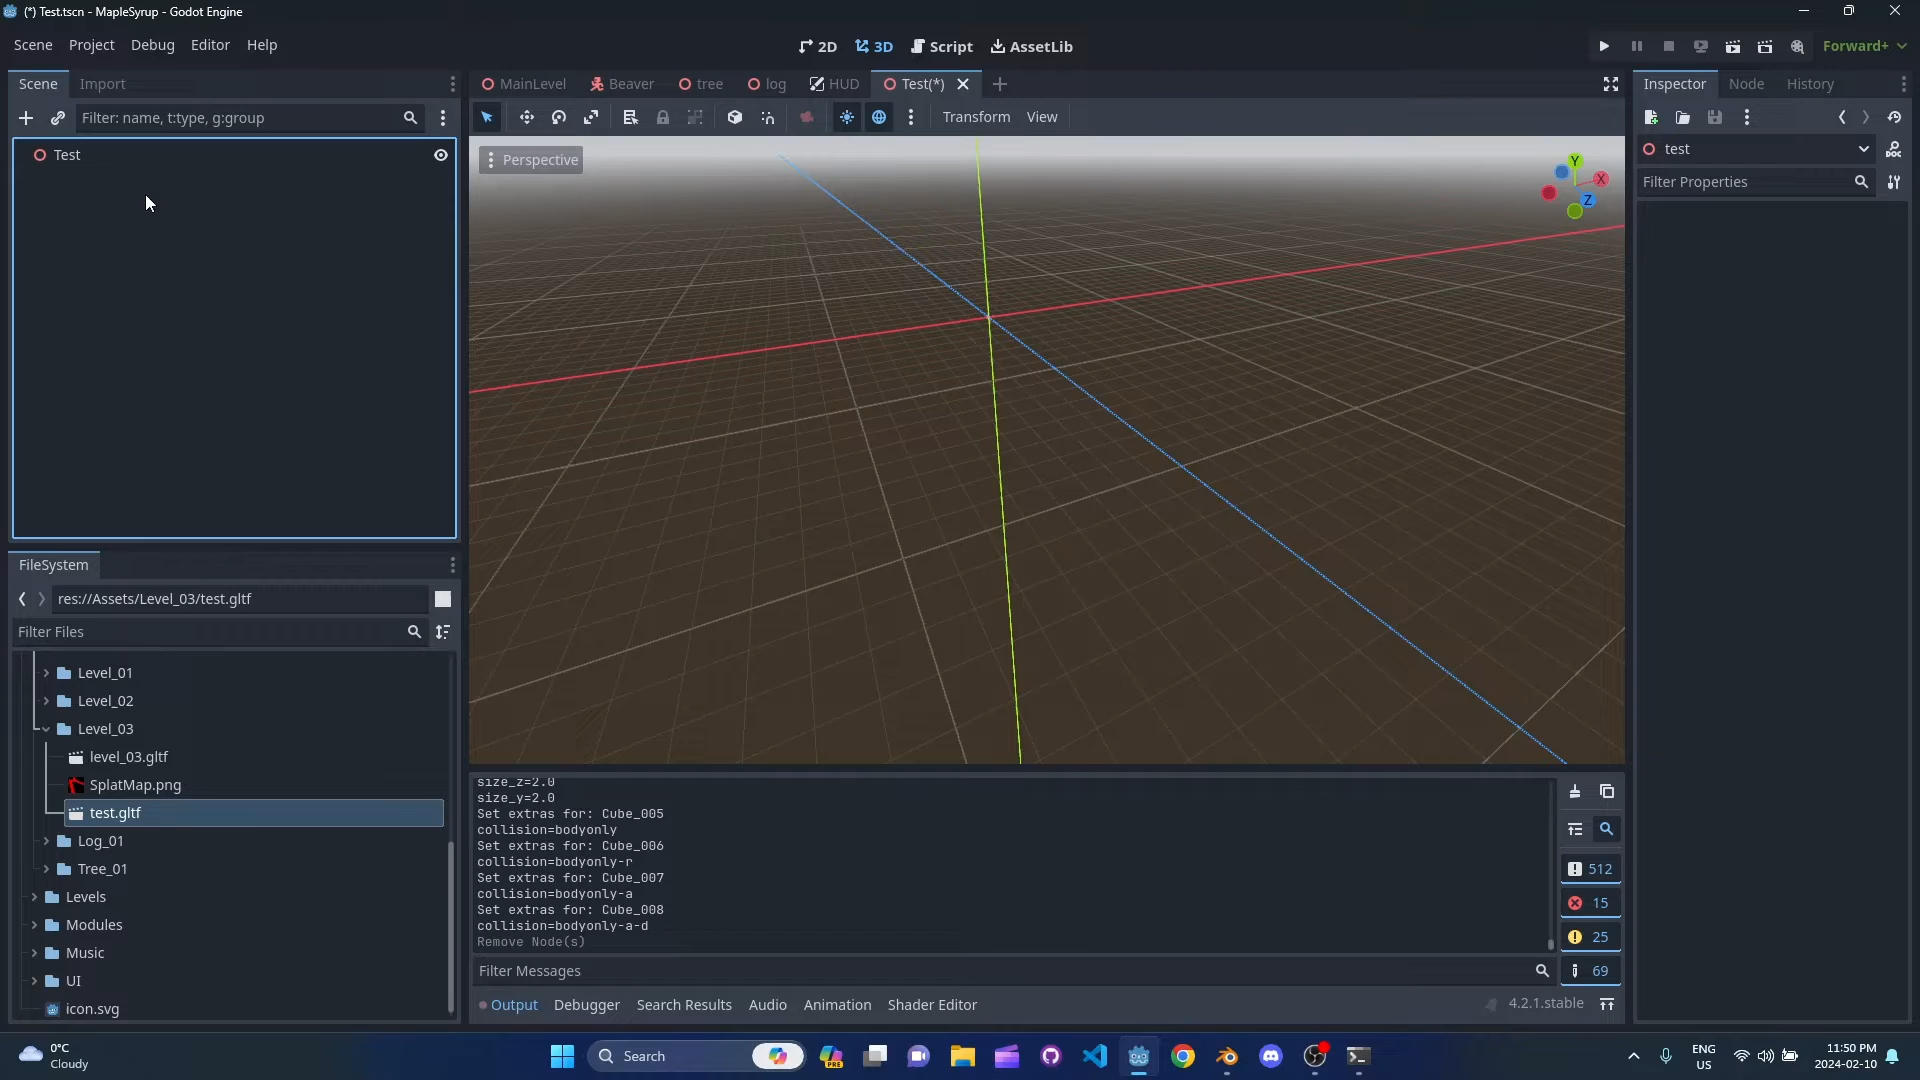 (*) Test.tscn - MapleSyrup - Godot Engine
Scene Project Debug Editor Help
2D 3D Script AssetLib
Forward+
Scene Import
MainLevel Beaver tree log HUD Test(*)
Inspector Node History
Filter: name, t:type, g:group
Transform View
Test
Perspective
Y
X
Z
test
DOC
Filter Properties
FileSystem
res://Assets/Level_03/test.gltf
Filter Files
Level_01
Level_02
Level_03
level_03.gltf
SplatMap.png
test.gltf
Log_01
Tree_01
Levels
Modules
Music
UI
icon.svg
size_z=2.0
size_y=2.0
Set extras for: Cube_005
collision=bodyonly
Set extras for: Cube_006
collision=bodyonly-r
Set extras for: Cube_007
collision=bodyonly-a
Set extras for: Cube_008
collision=bodyonly-a-d
Remove Node(s)
512
15
25
69
Filter Messages
Output Debugger Search Results Audio Animation Shader Editor
4.2.1.stable
0°C
Cloudy
Search
PRE
ENG
US
11:50 PM
2024-02-10